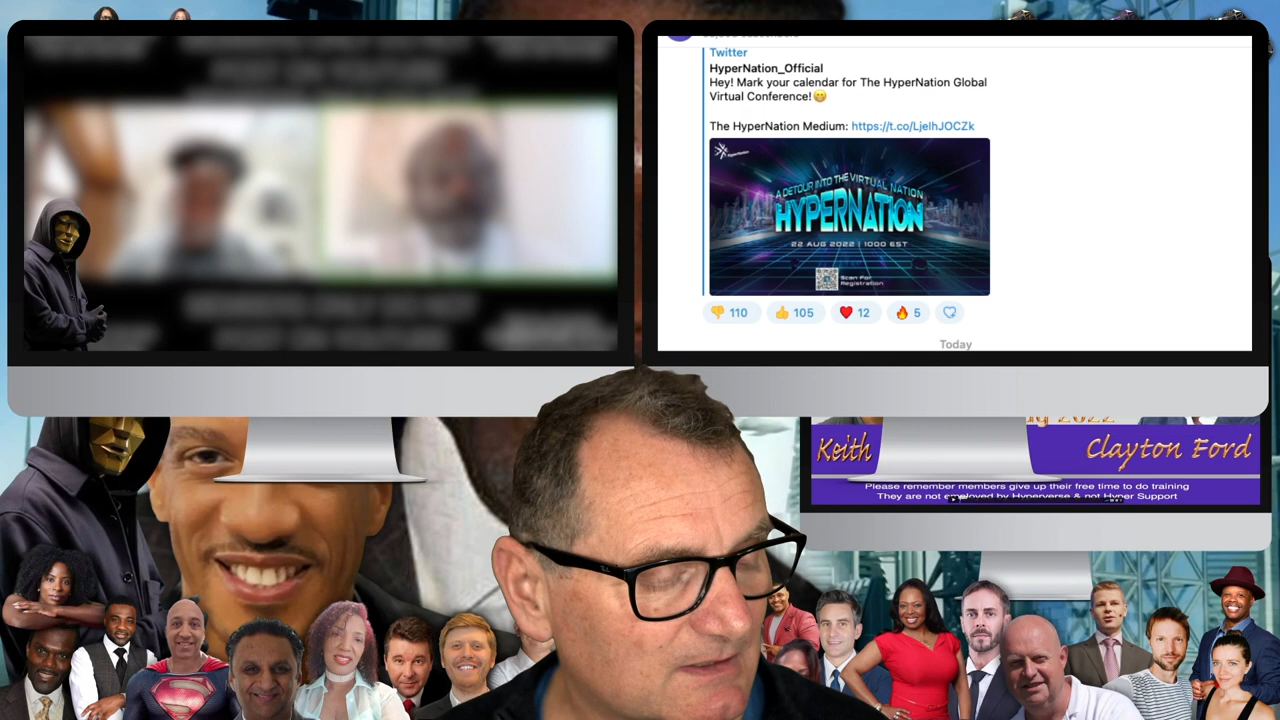 Twitter
HyperNation_Official
Hey! Mark your calendar for The HyperNation Global
Virtual Conference!😁
The HyperNation Medium: https://t.co/LjelhJOCZk
HyperNation
A DETOUR INTO THE VIRTUAL NATION
HYPERNATION
22 AUG 2022 | 1000 EST
Scan For
Registration
👎 110 👍 105 ❤️ 12 🔥 5
Today
2022
Keith
Clayton Ford
Please remember members give up their free time to do training
They are not employed by Hyperverse & not Hyper Support